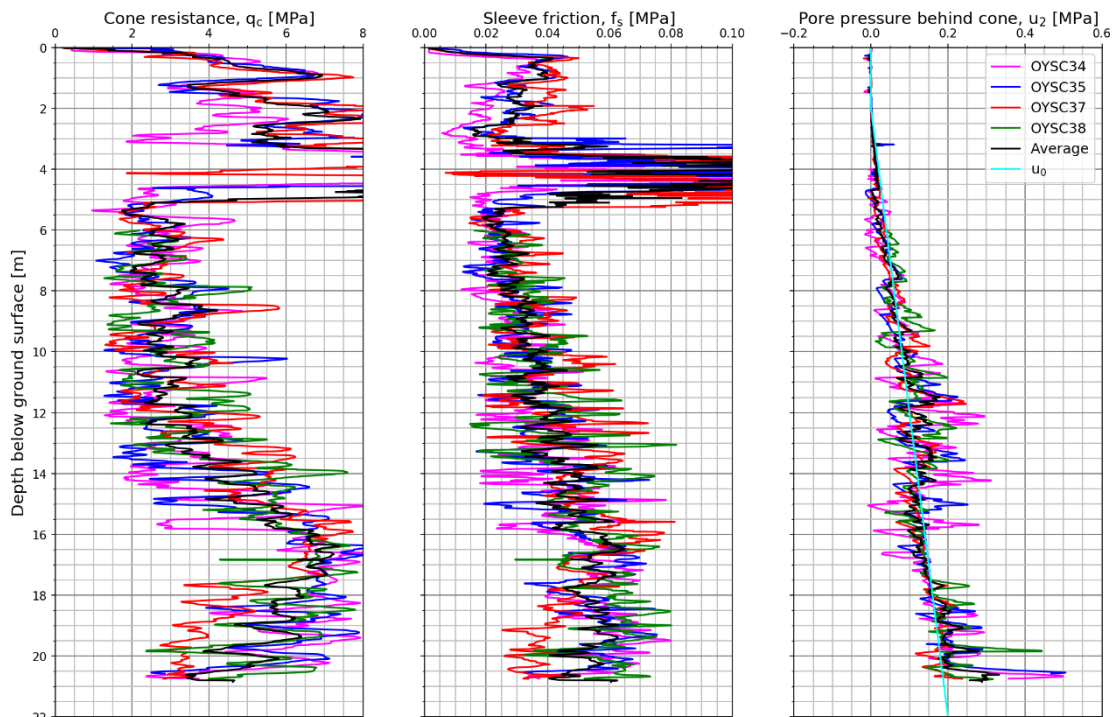 Cone resistance, qc [MPa]
0 2 4 6 8
Sleeve friction, fs [MPa]
0.00 0.02 0.04 0.06 0.08 0.10
Pore pressure behind cone, u2 [MPa]
−0.2 0.0 0.2 0.4 0.6
Depth below ground surface [m]
0
2
4
6
8
10
12
14
16
18
20
22
OYSC34
OYSC35
OYSC37
OYSC38
Average
u0